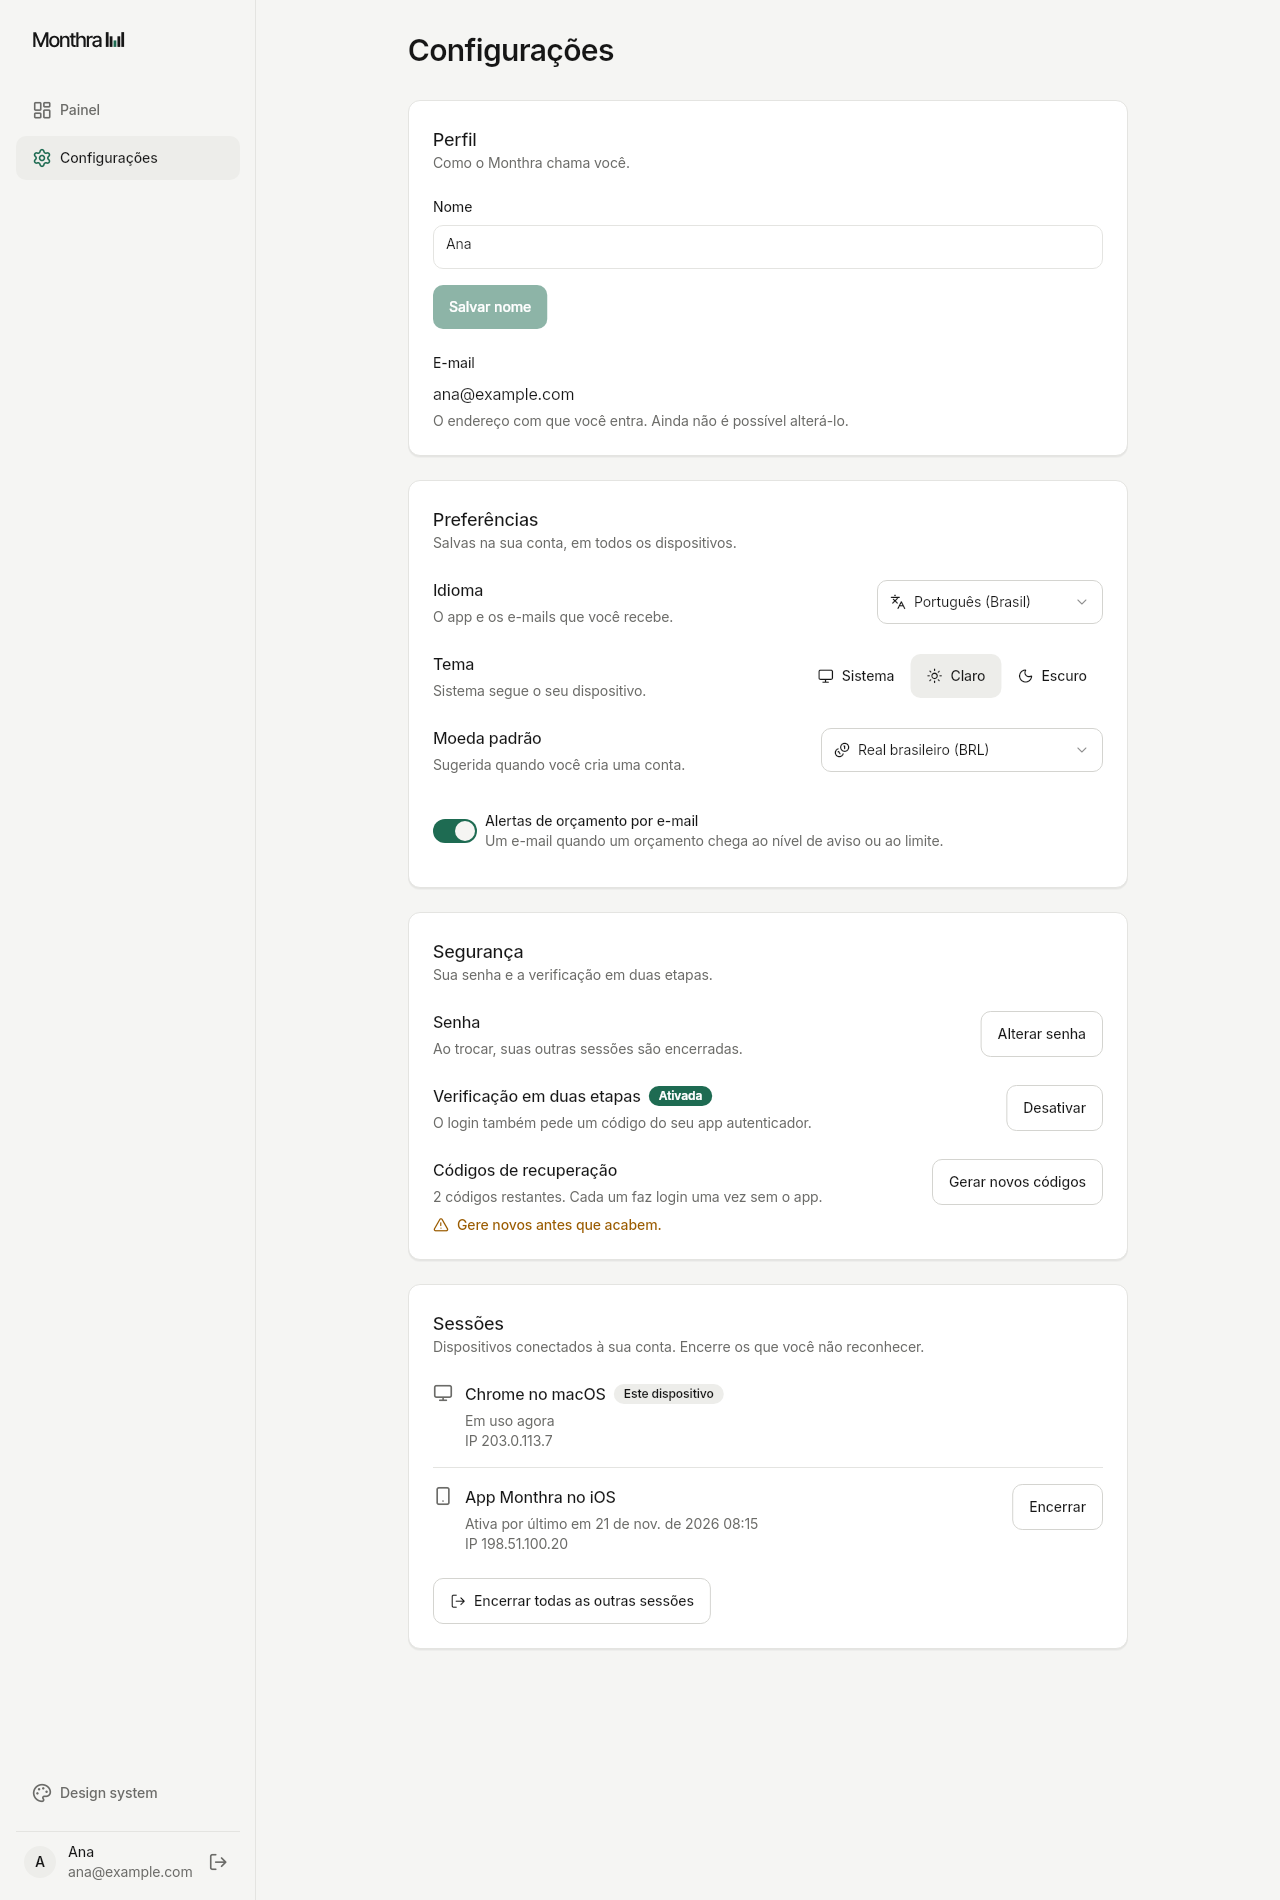 Monthra
Painel
Configurações
Design system
A
Ana
ana@example.com
Configurações
Perfil
Como o Monthra chama você.
Nome
Ana
Salvar nome
E-mail
ana@example.com
O endereço com que você entra. Ainda não é possível alterá-lo.
Preferências
Salvas na sua conta, em todos os dispositivos.
Idioma
O app e os e-mails que você recebe.
Português (Brasil)
Tema
Sistema segue o seu dispositivo.
Sistema
Claro
Escuro
Moeda padrão
Sugerida quando você cria uma conta.
Real brasileiro (BRL)
Alertas de orçamento por e-mail
Um e-mail quando um orçamento chega ao nível de aviso ou ao limite.
Segurança
Sua senha e a verificação em duas etapas.
Senha
Ao trocar, suas outras sessões são encerradas.
Alterar senha
Verificação em duas etapas Ativada
O login também pede um código do seu app autenticador.
Desativar
Códigos de recuperação
2 códigos restantes. Cada um faz login uma vez sem o app.
Gere novos antes que acabem.
Gerar novos códigos
Sessões
Dispositivos conectados à sua conta. Encerre os que você não reconhecer.
Chrome no macOS Este dispositivo
Em uso agora
IP 203.0.113.7
App Monthra no iOS
Ativa por último em 21 de nov. de 2026 08:15
IP 198.51.100.20
Encerrar
Encerrar todas as outras sessões